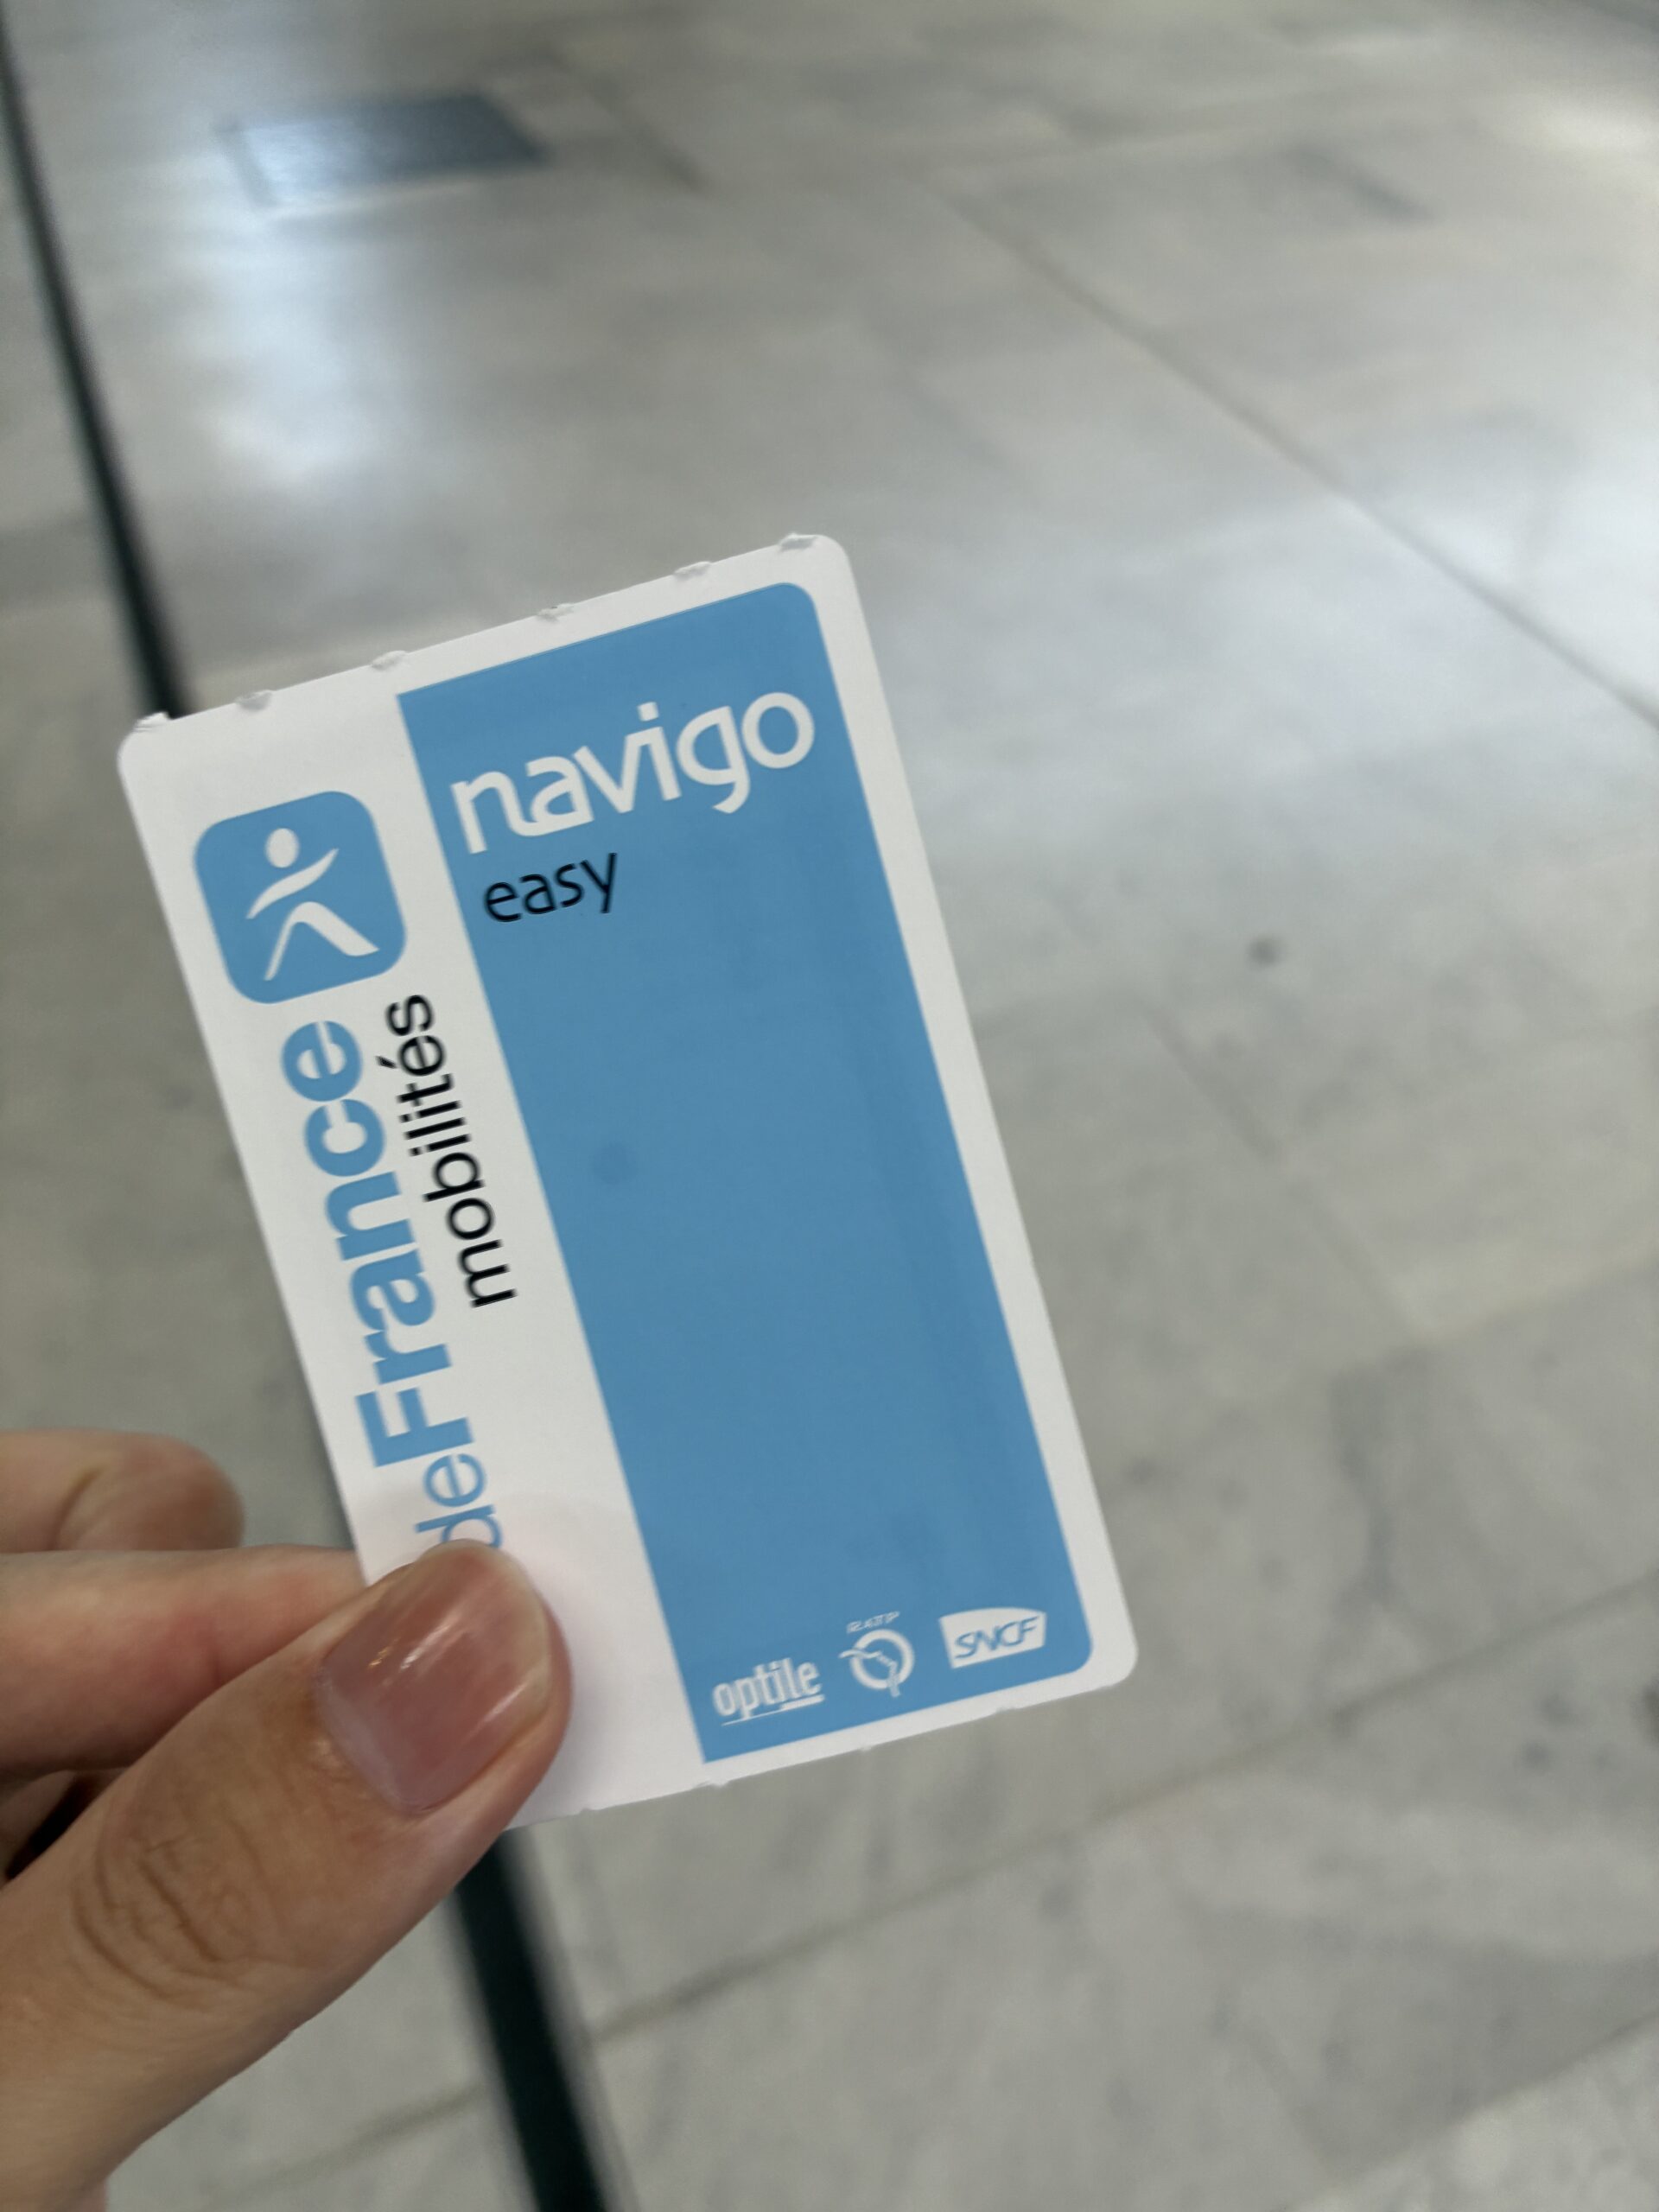 navigo
easy
deFrance
mobilités
optile
RATP
SNCF